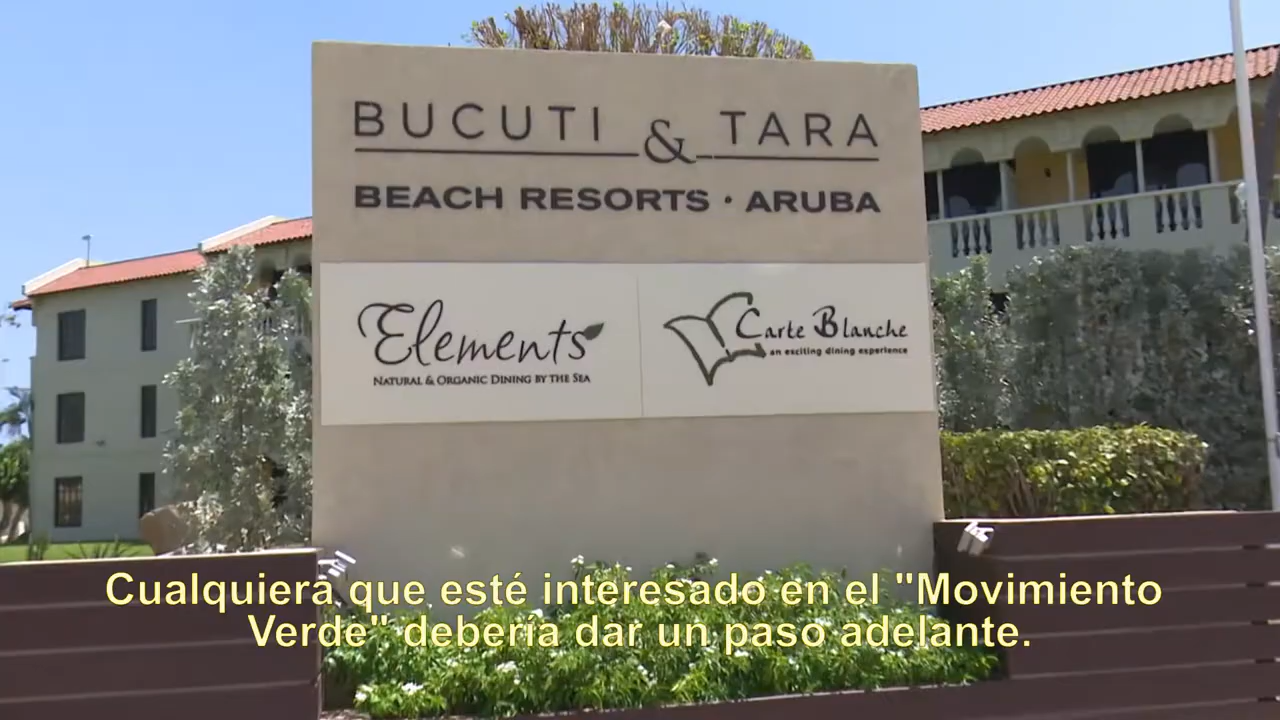 BUCUTI & TARA
BEACH RESORTS · ARUBA
Elements
NATURAL & ORGANIC DINING BY THE SEA
Carte Blanche
an exciting dining experience
Cualquiera que esté interesado en el "Movimiento
Verde" debería dar un paso adelante.